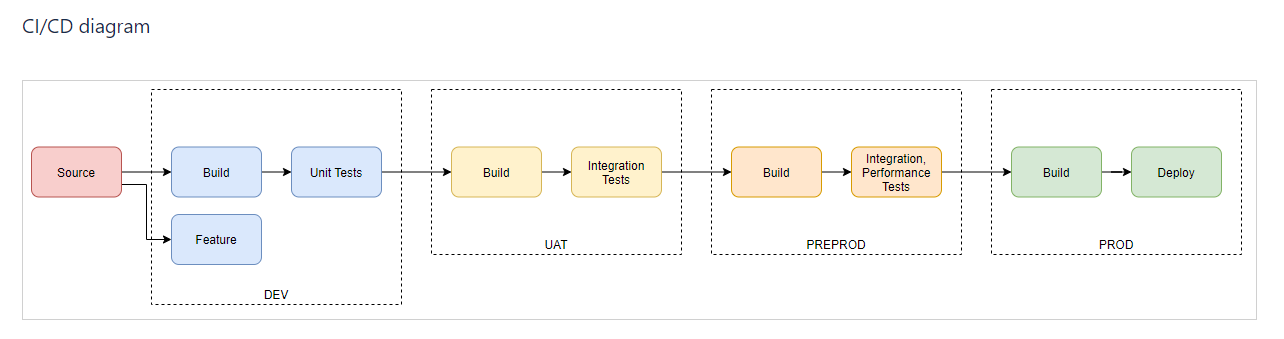 CI/CD diagram
Source
Build
Unit Tests
Feature
DEV
Build
Integration
Tests
UAT
Build
Integration,
Performance
Tests
PREPROD
Build
Deploy
PROD